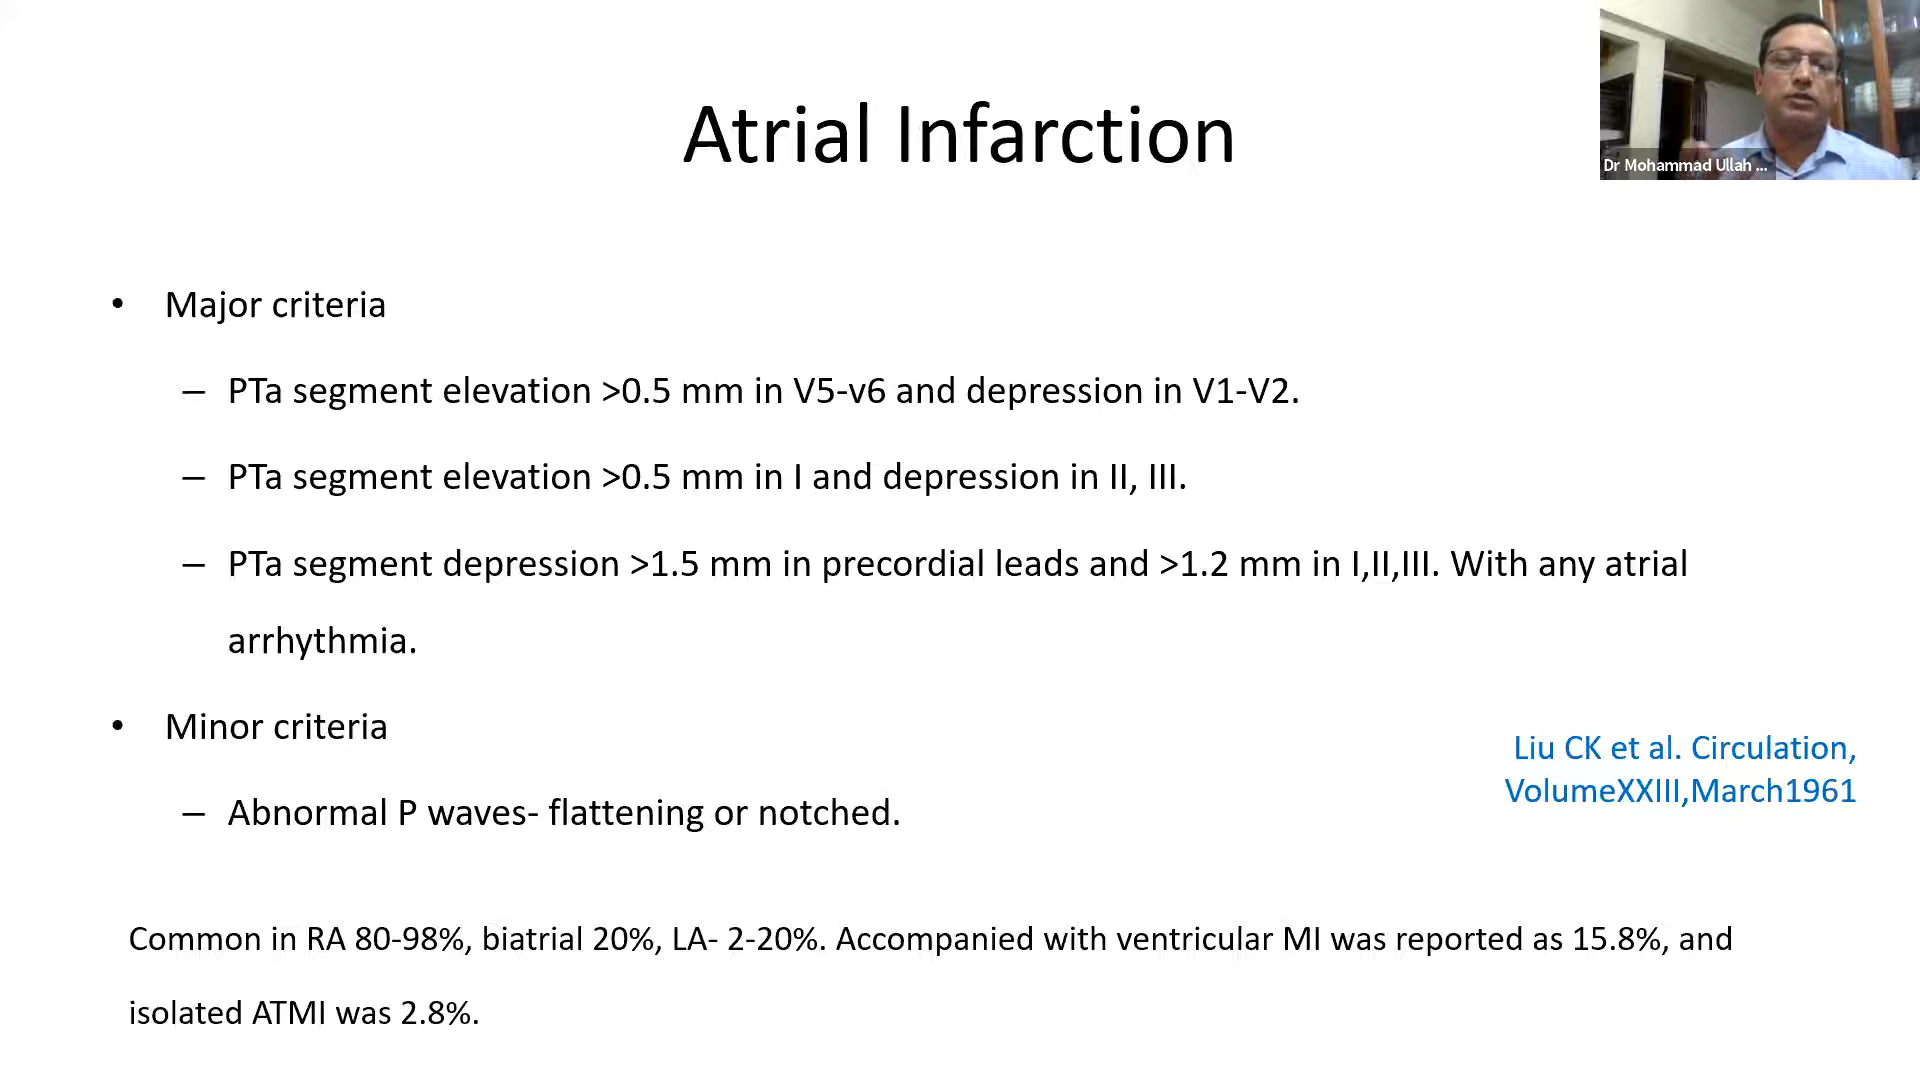 Atrial Infarction
Dr Mohammad Ullah ...
• Major criteria
– PTa segment elevation >0.5 mm in V5-v6 and depression in V1-V2.
– PTa segment elevation >0.5 mm in I and depression in II, III.
– PTa segment depression >1.5 mm in precordial leads and >1.2 mm in I,II,III. With any atrial
arrhythmia.
• Minor criteria
– Abnormal P waves- flattening or notched.
Liu CK et al. Circulation,
VolumeXXIII,March1961
Common in RA 80-98%, biatrial 20%, LA- 2-20%. Accompanied with ventricular MI was reported as 15.8%, and
isolated ATMI was 2.8%.